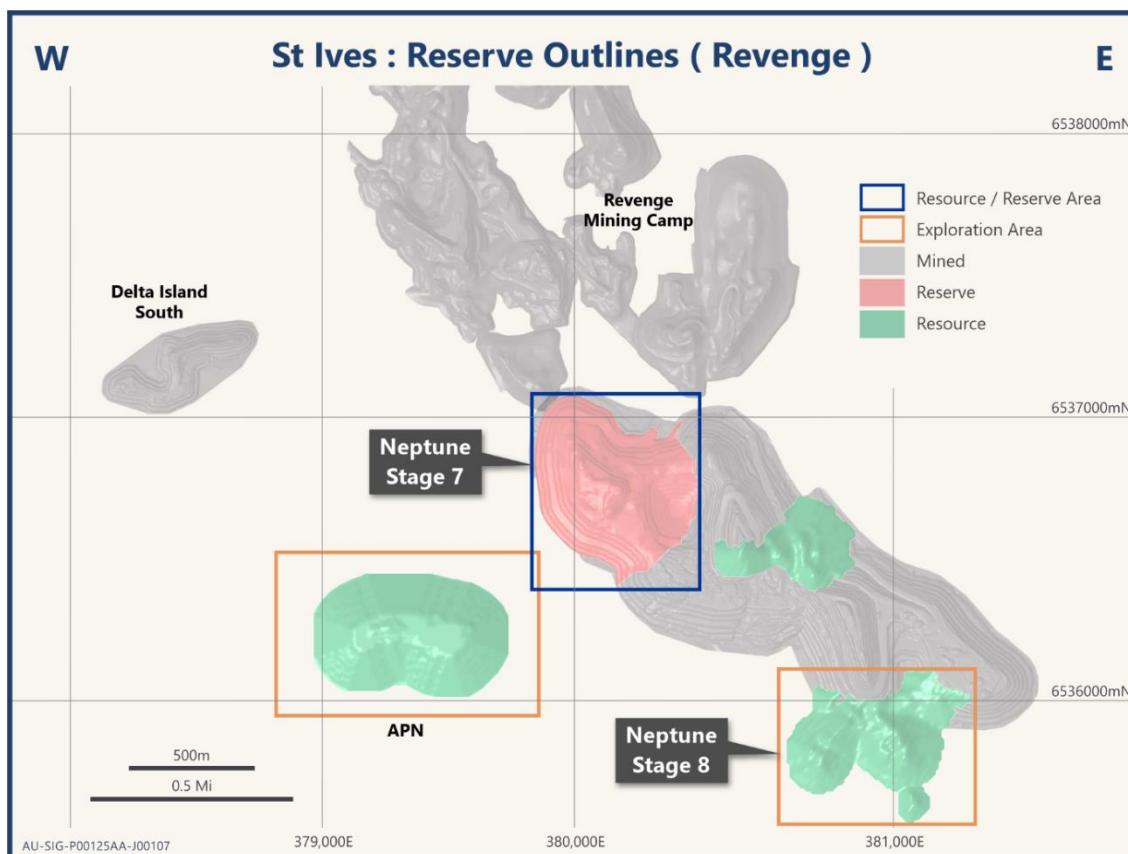 W
St Ives : Reserve Outlines ( Revenge )
E
6538000mN
Revenge
Mining Camp
Resource / Reserve Area
Exploration Area
Mined
Reserve
Resource
Delta Island
South
6537000mN
Neptune
Stage 7
APN
6536000mN
Neptune
Stage 8
500m
0.5 Mi
379,000E
380,000E
381,000E
AU-SIG-P00125AA-J00107